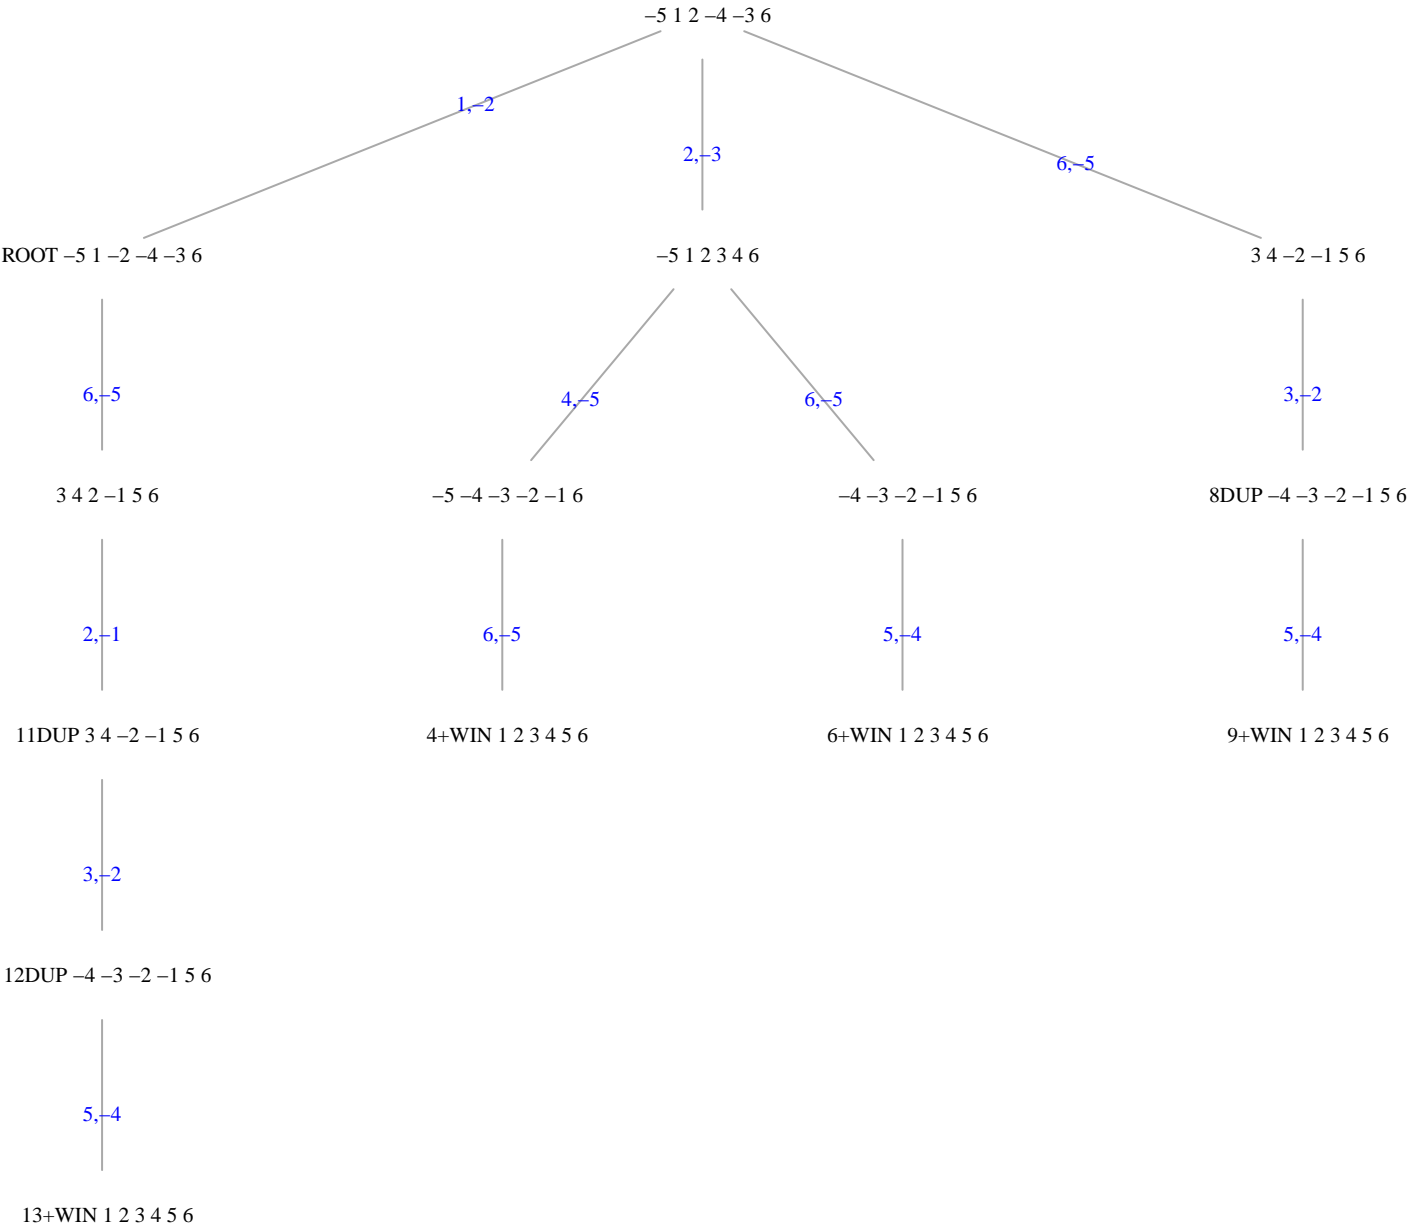 –5 1 2 –4 –3 6
1,–2
2,–3
6,–5
ROOT –5 1 –2 –4 –3 6
–5 1 2 3 4 6
3 4 –2 –1 5 6
6,–5
4,–5
6,–5
3,–2
3 4 2 –1 5 6
–5 –4 –3 –2 –1 6
–4 –3 –2 –1 5 6
8DUP –4 –3 –2 –1 5 6
2,–1
6,–5
5,–4
5,–4
11DUP 3 4 –2 –1 5 6
4+WIN 1 2 3 4 5 6
6+WIN 1 2 3 4 5 6
9+WIN 1 2 3 4 5 6
3,–2
12DUP –4 –3 –2 –1 5 6
5,–4
13+WIN 1 2 3 4 5 6